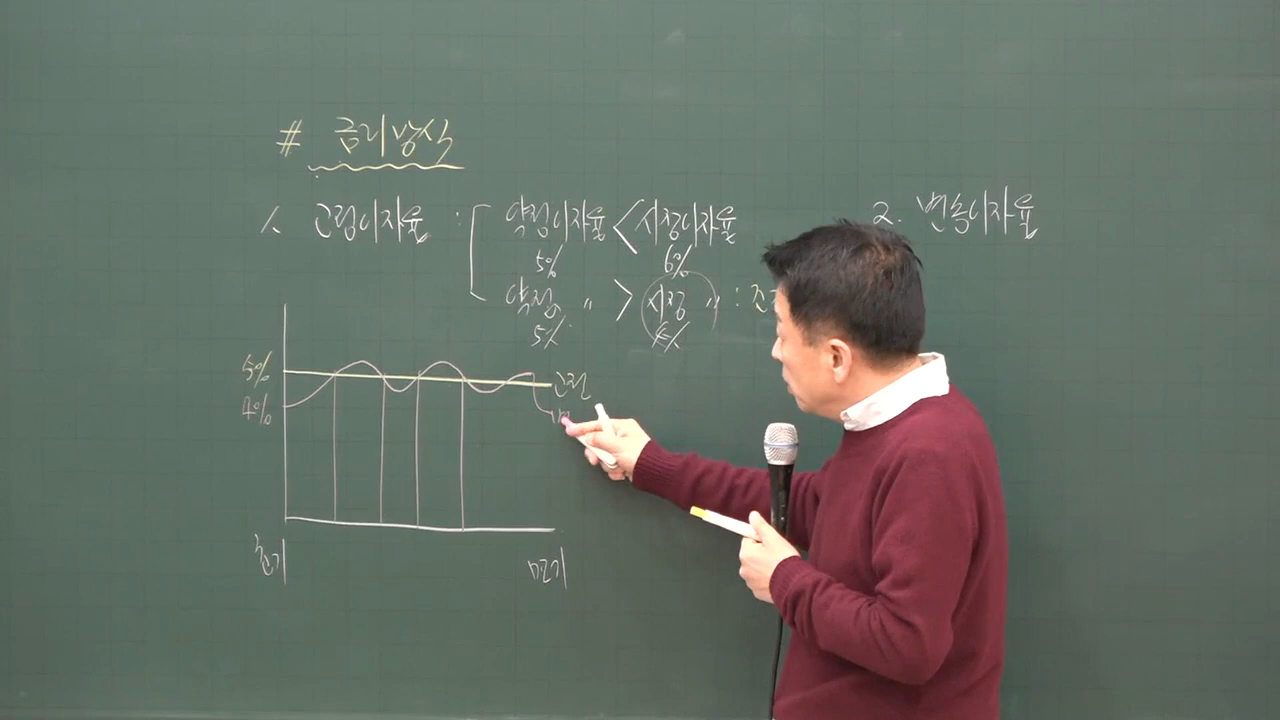 # 금리방식
1. 고정이자율 : 약정이자율 < 시장이자율
5% 6%
약정 〃 > 시장 〃 :
5% 4%
2. 변동이자율
5%
고정
4%
초기 만기